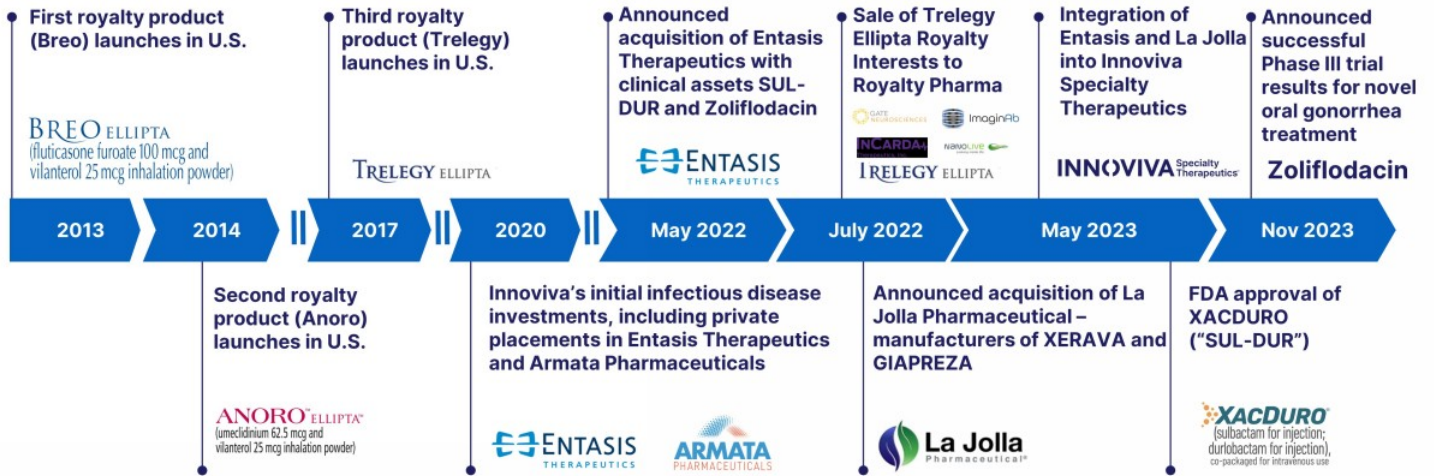 First royalty product
(Breo) launches in U.S.
BREO ELLIPTA
(fluticasone furoate 100 mcg and
vilanterol 25 mcg inhalation powder)
Third royalty
product (Trelegy)
launches in U.S.
TRELEGY ELLIPTA
Announced
acquisition of Entasis
Therapeutics with
clinical assets SUL-
DUR and Zoliflodacin
ENTASIS
THERAPEUTICS
Sale of Trelegy
Ellipta Royalty
Interests to
Royalty Pharma
GATE
NEUROSCIENCES
ImaginAb
INCARDA
NANOLIVE
TRELEGY ELLIPTA
Integration of
Entasis and La Jolla
into Innoviva
Specialty
Therapeutics
INNOVIVA Specialty
Therapeutics
Announced
successful
Phase III trial
results for novel
oral gonorrhea
treatment
Zoliflodacin
2013
2014
2017
2020
May 2022
July 2022
May 2023
Nov 2023
Second royalty
product (Anoro)
launches in U.S.
ANORO™ ELLIPTA™
(umeclidinium 62.5 mcg and
vilanterol 25 mcg inhalation powder)
Innoviva's initial infectious disease
investments, including private
placements in Entasis Therapeutics
and Armata Pharmaceuticals
ENTASIS
THERAPEUTICS
ARMATA
PHARMACEUTICALS
Announced acquisition of La
Jolla Pharmaceutical –
manufacturers of XERAVA and
GIAPREZA
La Jolla
Pharmaceutical®
FDA approval of
XACDURO
("SUL-DUR")
XACDURO®
(sulbactam for injection;
durlobactam for injection),
co-packaged for intravenous use